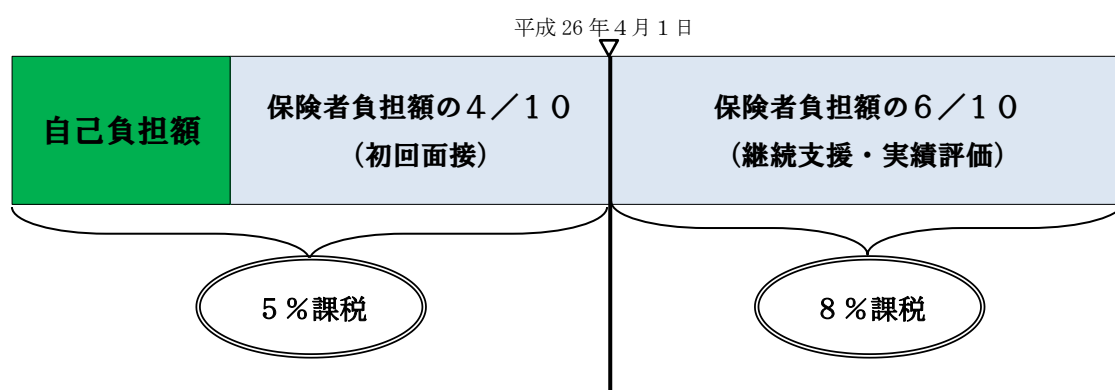 平成 26 年４月１日
自己負担額
保険者負担額の４／１０
（初回面接）
保険者負担額の６／１０
（継続支援・実績評価）
５％課税
８％課税